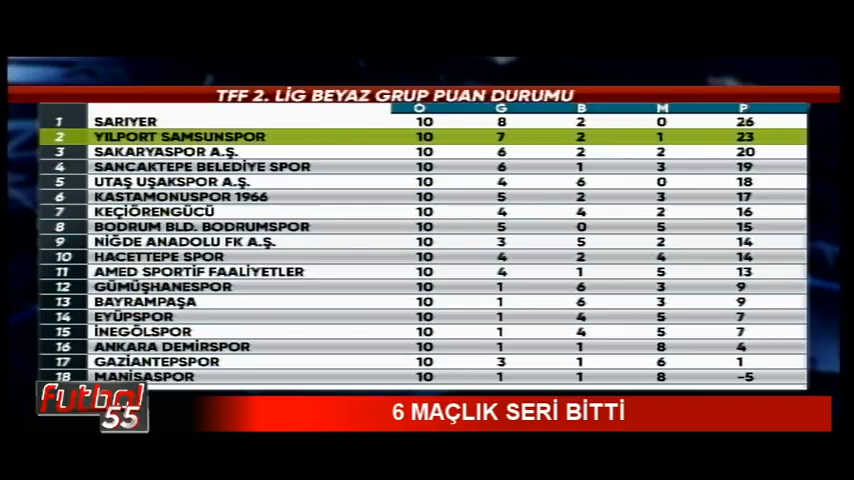 TFF 2. LİG BEYAZ GRUP PUAN DURUMU
O G B M P
1 SARIYER 10 8 2 0 26
2 YILPORT SAMSUNSPOR 10 7 2 1 23
3 SAKARYASPOR A.Ş. 10 6 2 2 20
4 SANCAKTEPE BELEDİYE SPOR 10 6 1 3 19
5 UTAŞ UŞAKSPOR A.Ş. 10 4 6 0 18
6 KASTAMONUSPOR 1966 10 5 2 3 17
7 KEÇİÖRENGÜCÜ 10 4 4 2 16
8 BODRUM BLD. BODRUMSPOR 10 5 0 5 15
9 NİĞDE ANADOLU FK A.Ş. 10 3 5 2 14
10 HACETTEPE SPOR 10 4 2 4 14
11 AMED SPORTİF FAALİYETLER 10 4 1 5 13
12 GÜMÜŞHANESPOR 10 1 6 3 9
13 BAYRAMPAŞA 10 1 6 3 9
14 EYÜPSPOR 10 1 4 5 7
15 İNEGÖLSPOR 10 1 4 5 7
16 ANKARA DEMİRSPOR 10 1 1 8 4
17 GAZİANTEPSPOR 10 3 1 6 1
18 MANİSASPOR 10 1 1 8 -5
Futbol
55
6 MAÇLIK SERİ BİTTİ